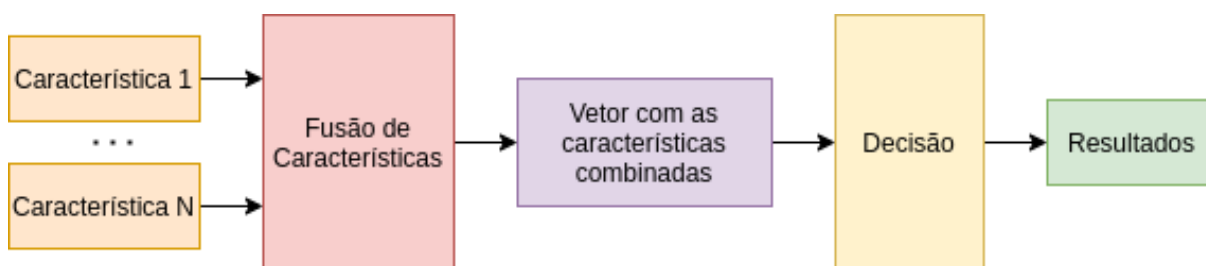 Característica 1
...
Característica N
Fusão de
Características
Vetor com as
características
combinadas
Decisão
Resultados